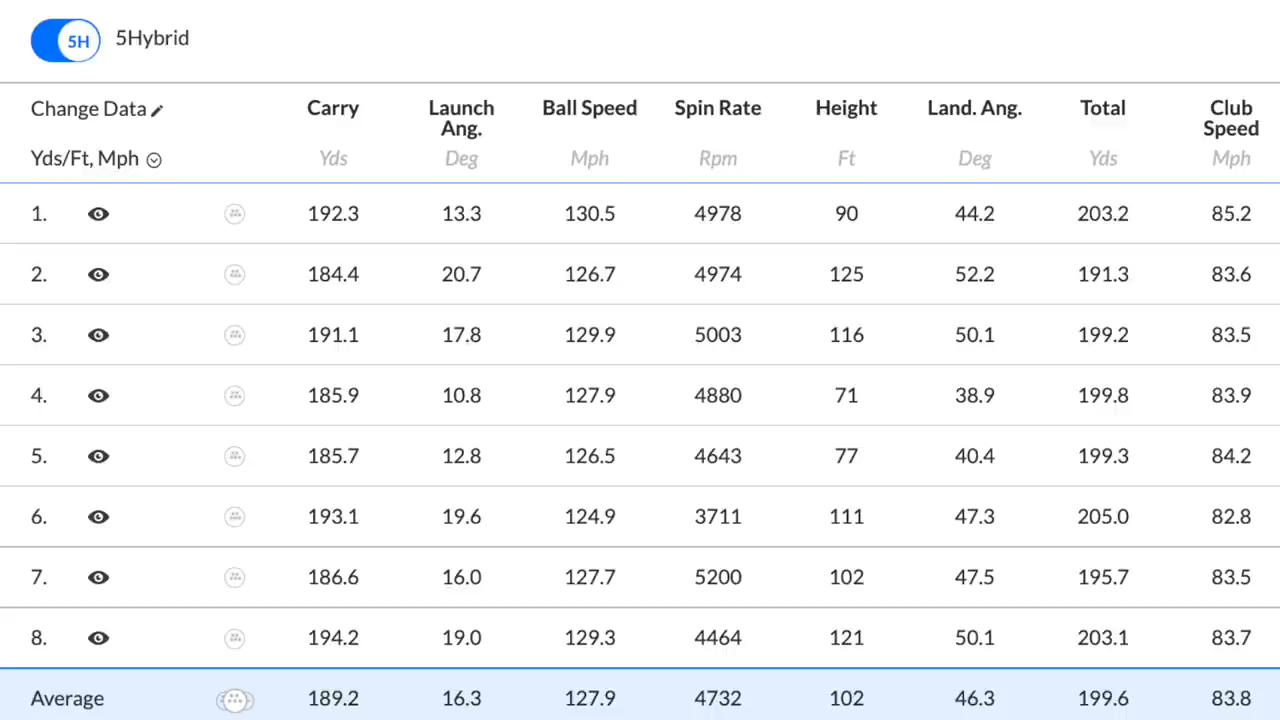 5H 5Hybrid
Change Data Carry Launch Ang. Ball Speed Spin Rate Height Land. Ang. Total Club Speed
Yds/Ft, Mph Yds Deg Mph Rpm Ft Deg Yds Mph
1. 192.3 13.3 130.5 4978 90 44.2 203.2 85.2
2. 184.4 20.7 126.7 4974 125 52.2 191.3 83.6
3. 191.1 17.8 129.9 5003 116 50.1 199.2 83.5
4. 185.9 10.8 127.9 4880 71 38.9 199.8 83.9
5. 185.7 12.8 126.5 4643 77 40.4 199.3 84.2
6. 193.1 19.6 124.9 3711 111 47.3 205.0 82.8
7. 186.6 16.0 127.7 5200 102 47.5 195.7 83.5
8. 194.2 19.0 129.3 4464 121 50.1 203.1 83.7
Average 189.2 16.3 127.9 4732 102 46.3 199.6 83.8